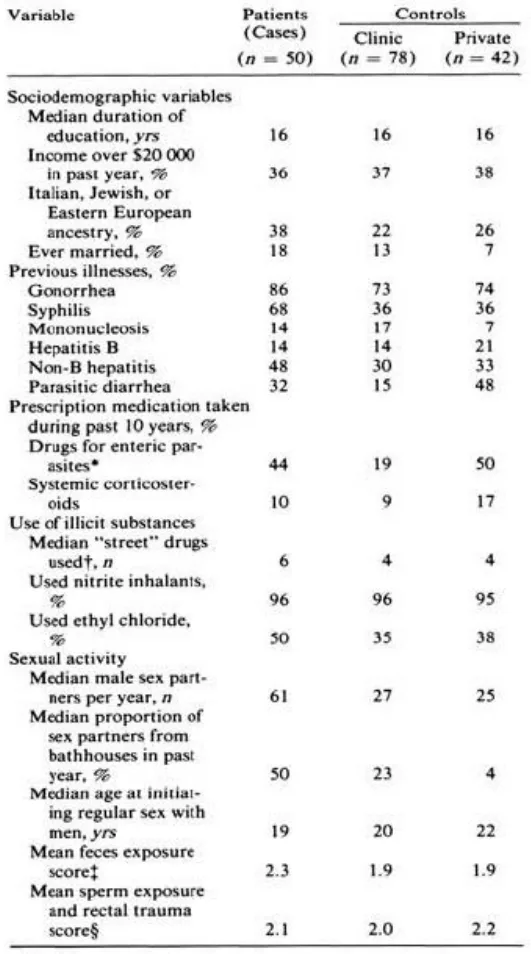 Variable Patients Controls
(Cases) Clinic Private
(n = 50) (n = 78) (n = 42)
Sociodemographic variables
Median duration of
education, yrs 16 16 16
Income over $20 000
in past year, % 36 37 38
Italian, Jewish, or
Eastern European
ancestry, % 38 22 26
Ever married, % 18 13 7
Previous illnesses, %
Gonorrhea 86 73 74
Syphilis 68 36 36
Mononucleosis 14 17 7
Hepatitis B 14 14 21
Non-B hepatitis 48 30 33
Parasitic diarrhea 32 15 48
Prescription medication taken
during past 10 years, %
Drugs for enteric par-
asites* 44 19 50
Systemic corticoster-
oids 10 9 17
Use of illicit substances
Median "street" drugs
used†, n 6 4 4
Used nitrite inhalants,
% 96 96 95
Used ethyl chloride,
% 50 35 38
Sexual activity
Median male sex part-
ners per year, n 61 27 25
Median proportion of
sex partners from
bathhouses in past
year, % 50 23 4
Median age at initiat-
ing regular sex with
men, yrs 19 20 22
Mean feces exposure
score‡ 2.3 1.9 1.9
Mean sperm exposure
and rectal trauma
score§ 2.1 2.0 2.2